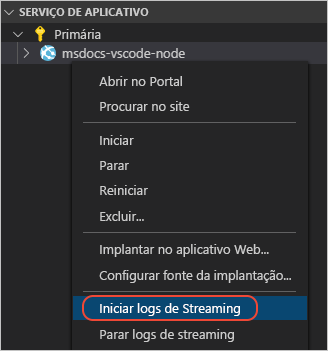 SERVIÇO DE APLICATIVO
Primária
msdocs-vscode-node
Abrir no Portal
Procurar no site
Iniciar
Parar
Reiniciar
Excluir...
Implantar no aplicativo Web...
Configurar fonte da implantação...
Iniciar logs de Streaming
Parar logs de streaming